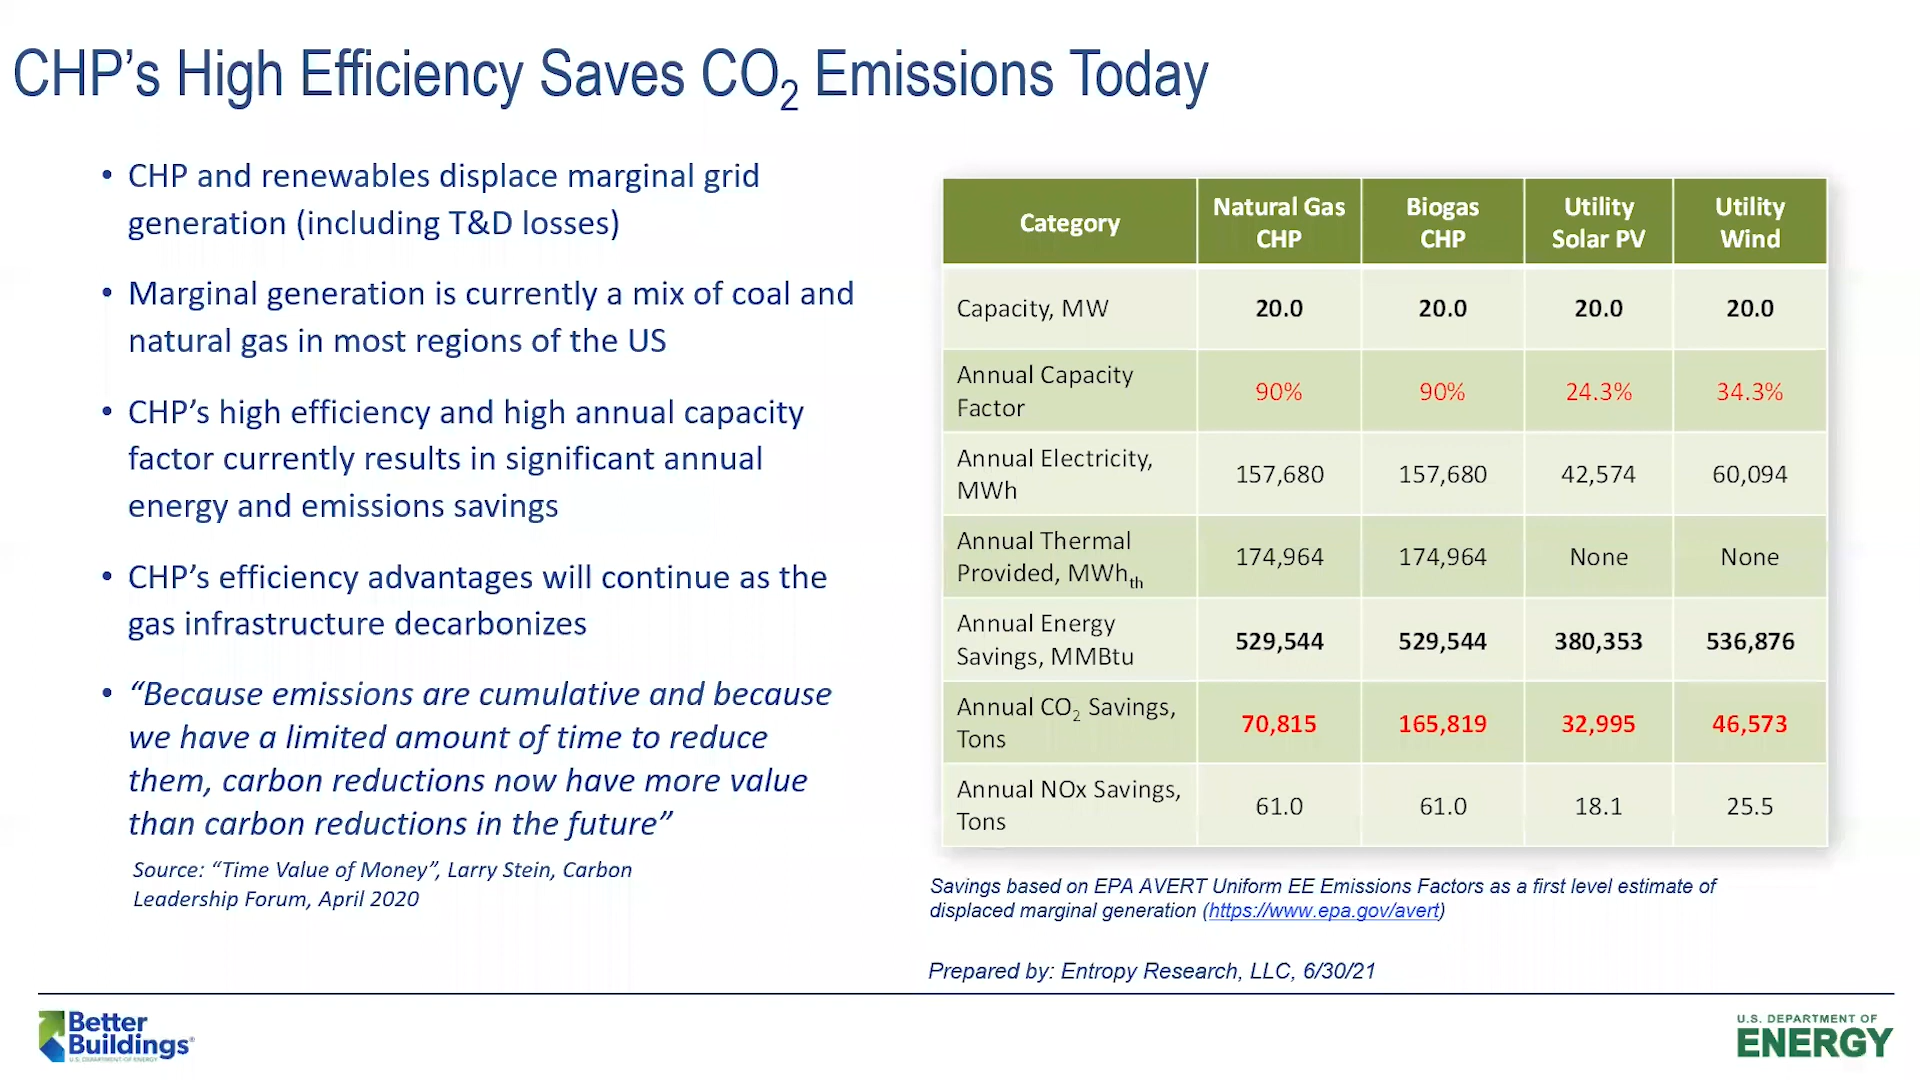 CHP’s High Efficiency Saves CO2 Emissions Today
• CHP and renewables displace marginal grid
generation (including T&D losses)
• Marginal generation is currently a mix of coal and
natural gas in most regions of the US
• CHP’s high efficiency and high annual capacity
factor currently results in significant annual
energy and emissions savings
• CHP’s efficiency advantages will continue as the
gas infrastructure decarbonizes
• “Because emissions are cumulative and because
we have a limited amount of time to reduce
them, carbon reductions now have more value
than carbon reductions in the future”
Source: “Time Value of Money”, Larry Stein, Carbon
Leadership Forum, April 2020
Category Natural Gas CHP Biogas CHP Utility Solar PV Utility Wind
Capacity, MW 20.0 20.0 20.0 20.0
Annual Capacity Factor 90% 90% 24.3% 34.3%
Annual Electricity, MWh 157,680 157,680 42,574 60,094
Annual Thermal Provided, MWhth 174,964 174,964 None None
Annual Energy Savings, MMBtu 529,544 529,544 380,353 536,876
Annual CO2 Savings, Tons 70,815 165,819 32,995 46,573
Annual NOx Savings, Tons 61.0 61.0 18.1 25.5
Savings based on EPA AVERT Uniform EE Emissions Factors as a first level estimate of
displaced marginal generation (https://www.epa.gov/avert)
Prepared by: Entropy Research, LLC, 6/30/21
Better
Buildings®
U.S. DEPARTMENT OF ENERGY
U.S. DEPARTMENT OF
ENERGY